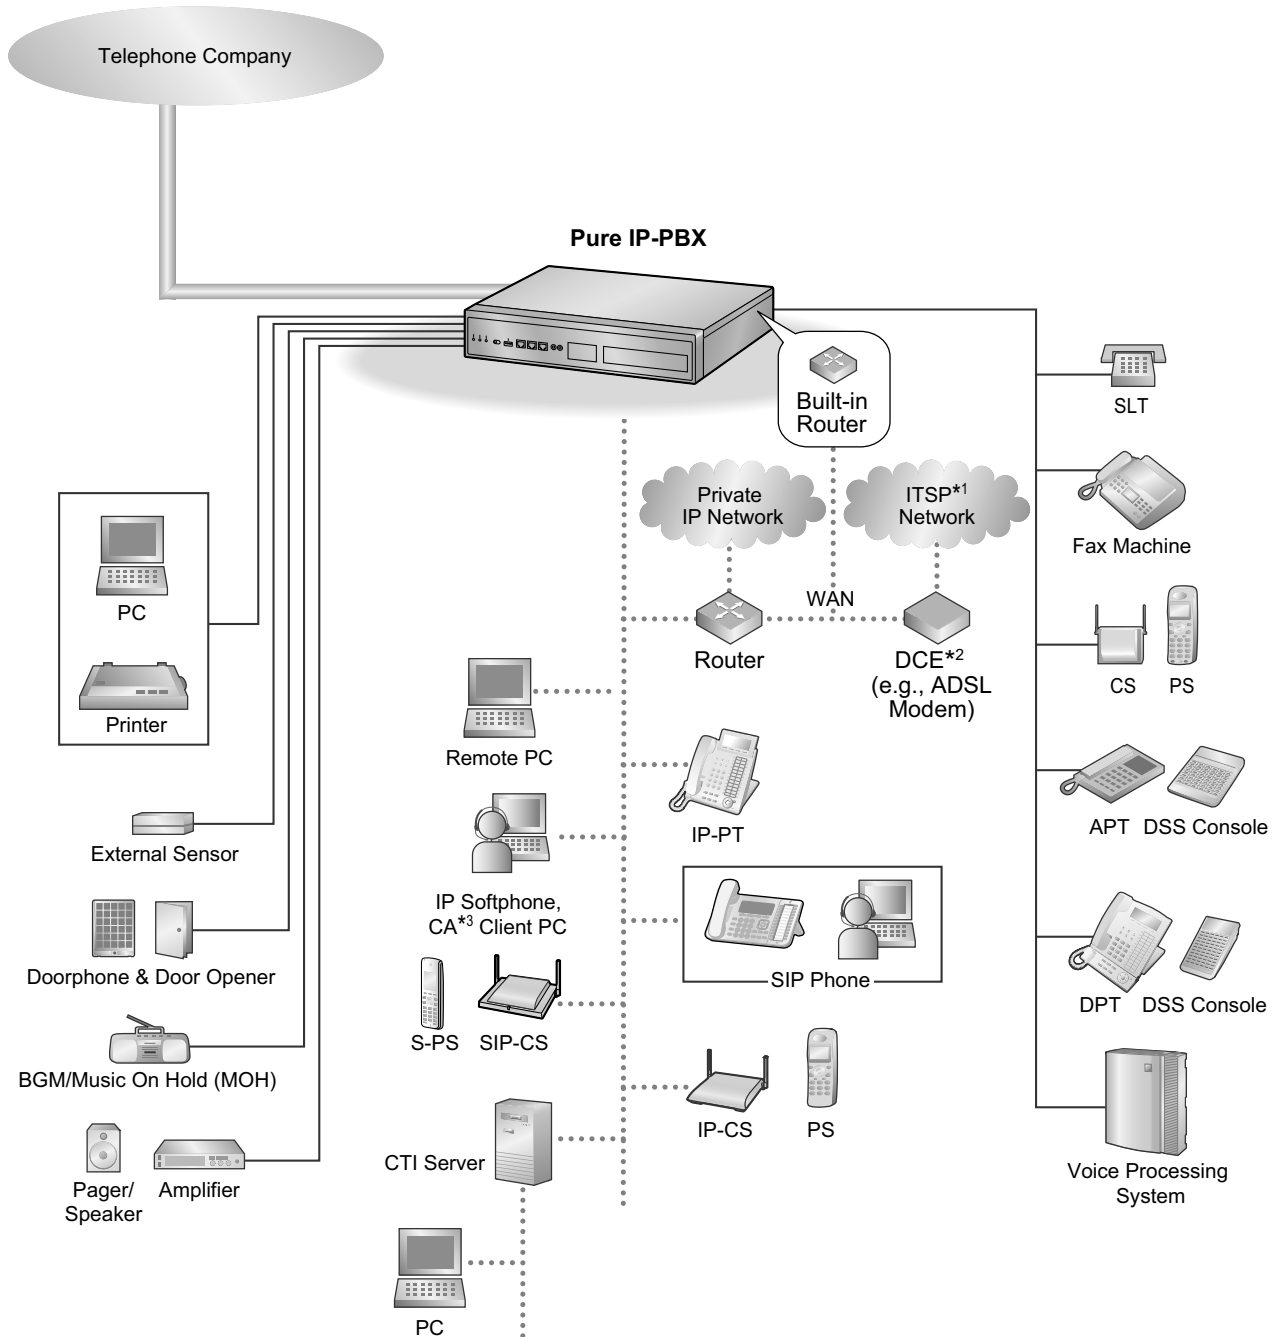 Telephone Company
Pure IP-PBX
Built-in
Router
SLT
Private
IP Network
ITSP*1
Network
Fax Machine
PC
WAN
Router
DCE*2
(e.g., ADSL
Modem)
CS
PS
Printer
Remote PC
IP-PT
APT
DSS Console
External Sensor
IP Softphone,
CA*3 Client PC
SIP Phone
Doorphone & Door Opener
DPT
DSS Console
S-PS
SIP-CS
BGM/Music On Hold (MOH)
IP-CS
PS
CTI Server
Voice Processing
System
Pager/
Speaker
Amplifier
PC